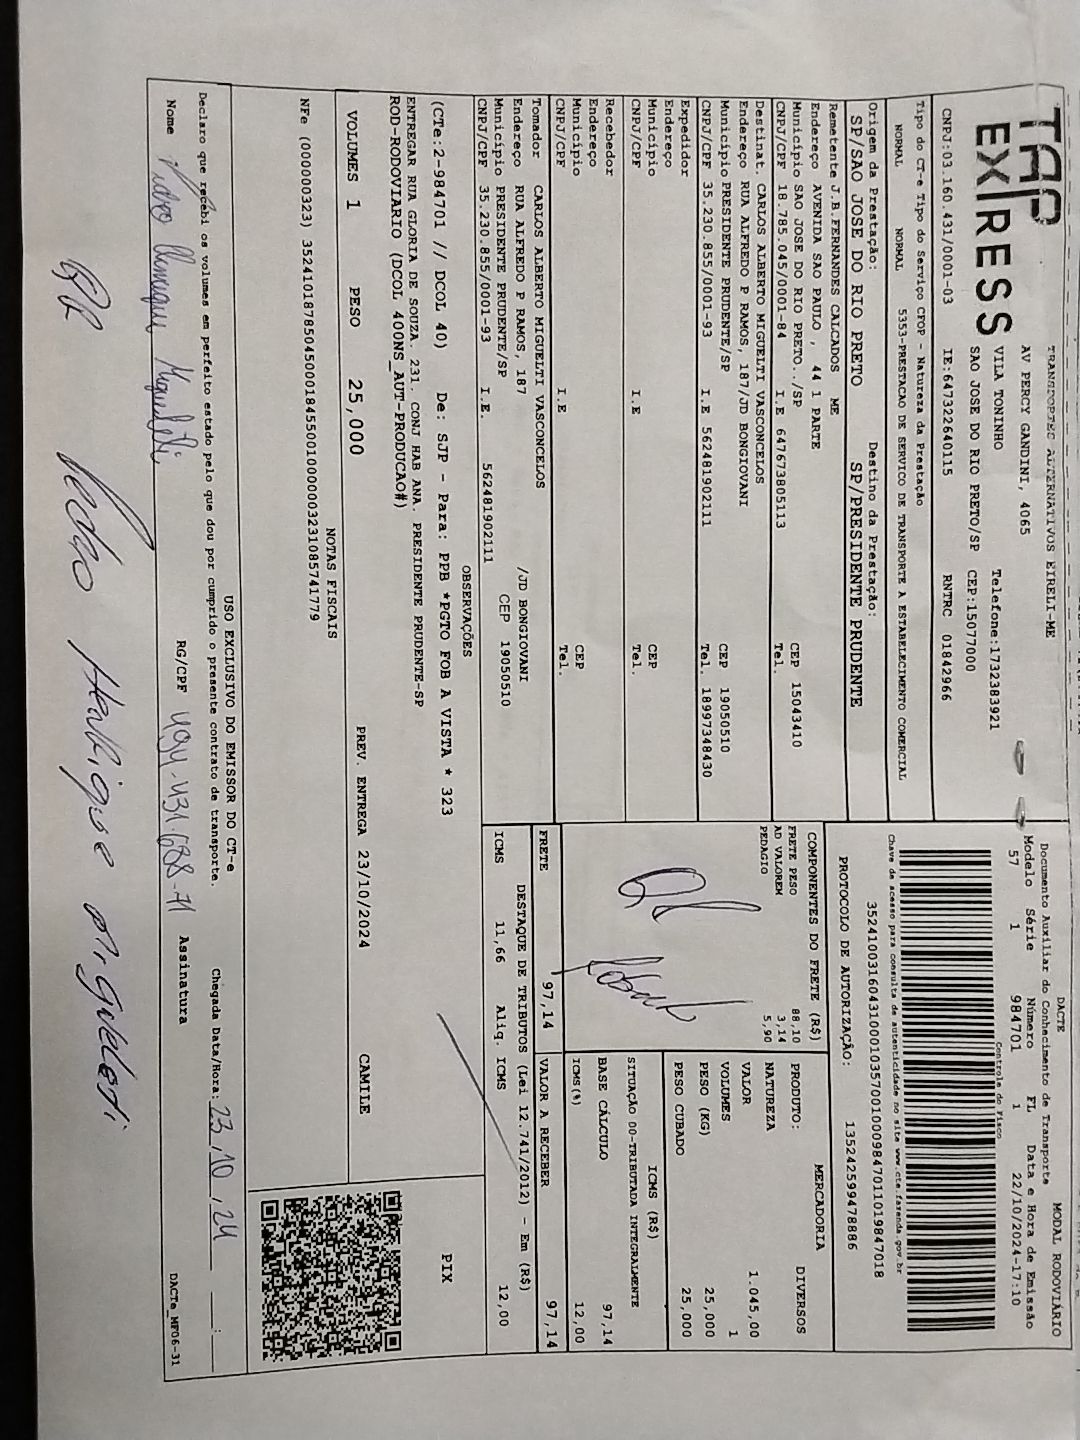 TAP
EXPRESS
TRANSPORTES ALTERNATIVOS EIRELI-ME
AV PERCY GANDINI, 4065
VILA TONINHO Telefone:1732383921
SAO JOSE DO RIO PRETO/SP CEP:15077000
CNPJ:03.160.431/0001-03 IE:647322640115 RNTRC 01842966
DACTE MODAL RODOVIÁRIO
Documento Auxiliar do Conhecimento de Transporte
Modelo Série Número FL Data e Hora de Emissão
57 1 984701 1 22/10/2024-17:10
Controle do Fisco
Chave de acesso para consulta de autenticidade no site www.cte.fazenda.gov.br
35241003160431000103570010009847011019847018
PROTOCOLO DE AUTORIZAÇÃO: 135242599478886
Tipo do CT-e Tipo do Serviço CFOP - Natureza da Prestação
NORMAL NORMAL 5353-PRESTACAO DE SERVICO DE TRANSPORTE A ESTABELECIMENTO COMERCIAL
Origem da Prestação: Destino da Prestação:
SP/SAO JOSE DO RIO PRETO SP/PRESIDENTE PRUDENTE
Remetente J.B.FERNANDES CALCADOS ME
Endereço AVENIDA SAO PAULO , 44 1 PARTE
Município SAO JOSE DO RIO PRETO../SP CEP 15043410
CNPJ/CPF 18.785.045/0001-84 I.E 647673805113 Tel.
Destinat. CARLOS ALBERTO MIGUELTI VASCONCELOS
Endereço RUA ALFREDO P RAMOS, 187/JD BONGIOVANI
Município PRESIDENTE PRUDENTE/SP CEP 19050510
CNPJ/CPF 35.230.855/0001-93 I.E 562481902111 Tel. 18997348430
Expedidor
Endereço
Município CEP
CNPJ/CPF I.E Tel.
Recebedor
Endereço
Município CEP
CNPJ/CPF I.E Tel.
Tomador CARLOS ALBERTO MIGUELTI VASCONCELOS
Endereço RUA ALFREDO P RAMOS, 187 /JD BONGIOVANI
Município PRESIDENTE PRUDENTE/SP CEP 19050510
CNPJ/CPF 35.230.855/0001-93 I.E. 562481902111
COMPONENTES DO FRETE (R$)
FRETE PESO 88,10
AD VALOREM 3,14
PEDAGIO 5,90
MERCADORIA
PRODUTO: DIVERSOS
NATUREZA
VALOR 1.045,00
VOLUMES 1
PESO (KG) 25,000
PESO CUBADO 25,000
ICMS (R$)
SITUAÇÃO 00-TRIBUTADA INTEGRALMENTE
BASE CÁLCULO 97,14
ICMS(%) 12,00
FRETE 97,14 VALOR A RECEBER 97,14
DESTAQUE DE TRIBUTOS (Lei 12.741/2012) - Em (R$)
ICMS 11,66 Aliq. ICMS 12,00
OBSERVAÇÕES
(CTe:2-984701 // DCOL 40) De: SJP - Para: PPB *PGTO FOB A VISTA * 323
ENTREGAR RUA GLORIA DE SOUZA. 231. CONJ HAB ANA. PRESIDENTE PRUDENTE-SP
ROD-RODOVIARIO (DCOL 40ONS_AUT-PRODUCAO#)
PIX
VOLUMES 1 PESO 25,000 PREV. ENTREGA 23/10/2024 CAMILE
NOTAS FISCAIS
NFe (00000323) 35241018785045000184550010000003231085741779
USO EXCLUSIVO DO EMISSOR DO CT-e
Declaro que recebi os volumes em perfeito estado pelo que dou por cumprido o presente contrato de transporte.
Chegada Data/Hora: 23/10/24 :
Nome Pedro Henrique Migueleti RG/CPF 494.431.688-71 Assinatura
DACTe_MF06-31
Pedro Henrique Migueleti